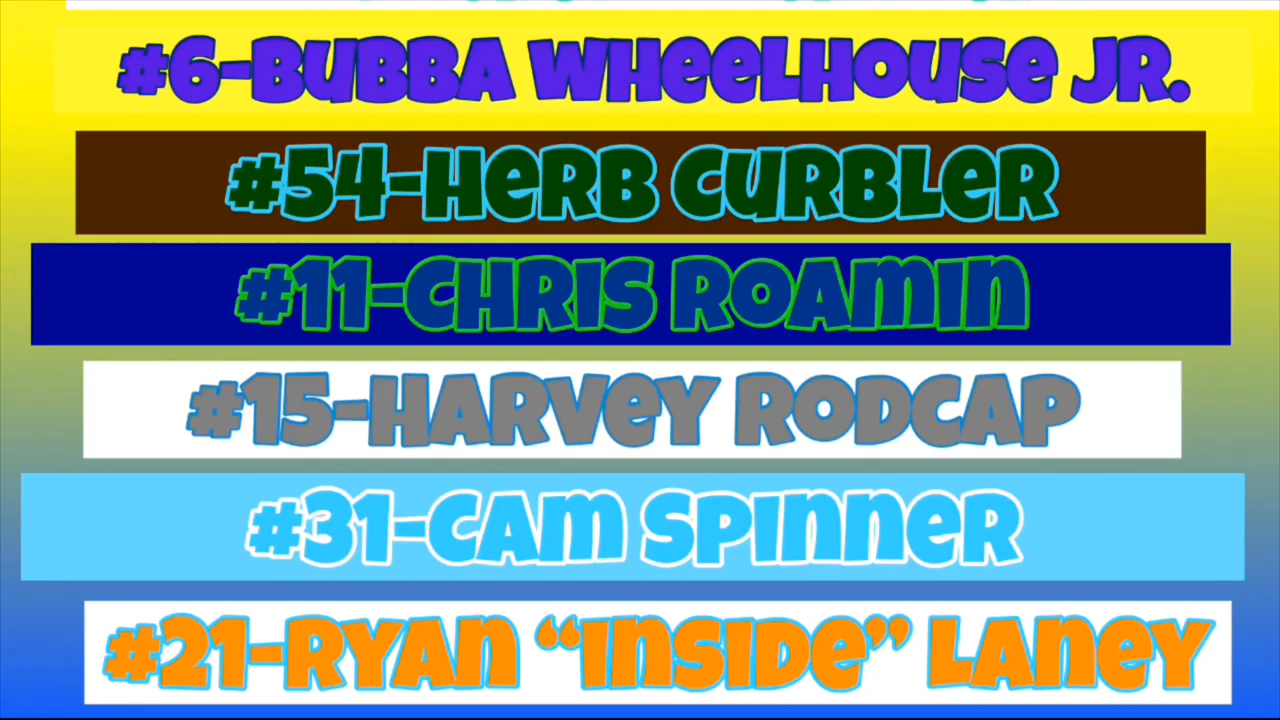 #6-Bubba Wheelhouse Jr.
#54-Herb Curbler
#11-Chris Roamin
#15-Harvey Rodcap
#31-Cam Spinner
#21-Ryan “Inside” Laney